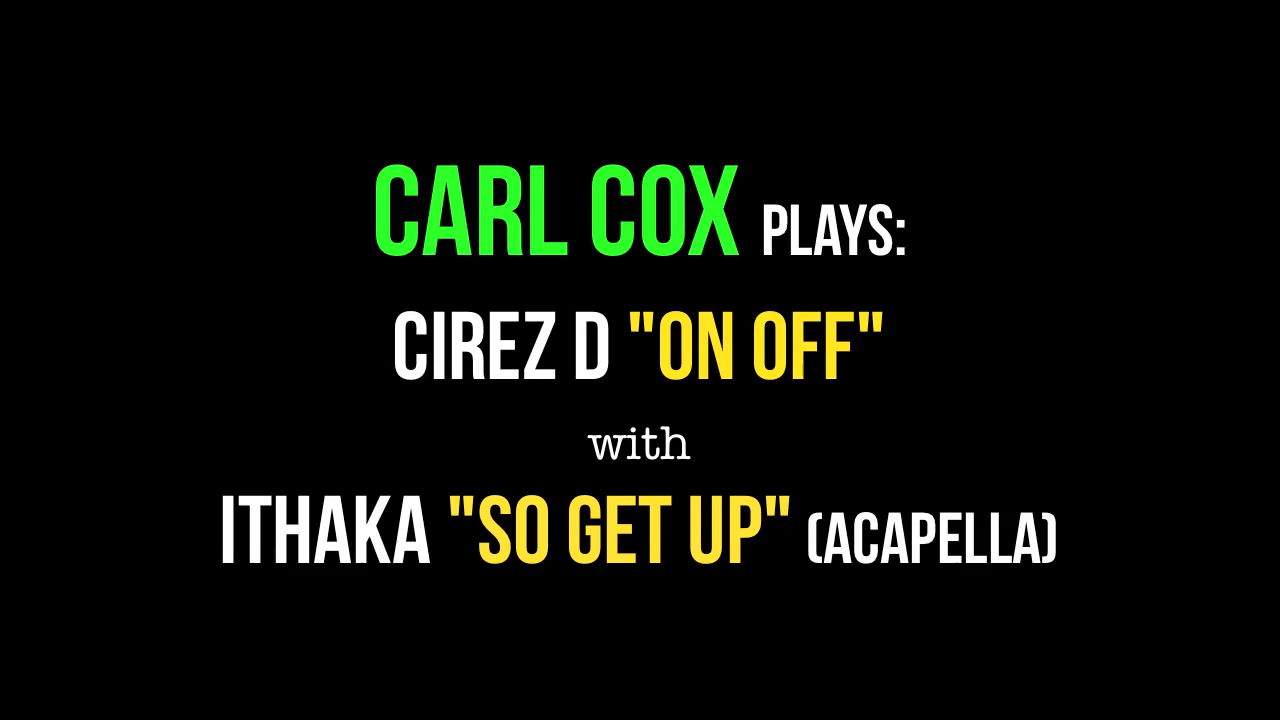 CARL COX PLAYS:
CIREZ D "ON OFF"
with
ITHAKA "SO GET UP" (ACAPELLA)